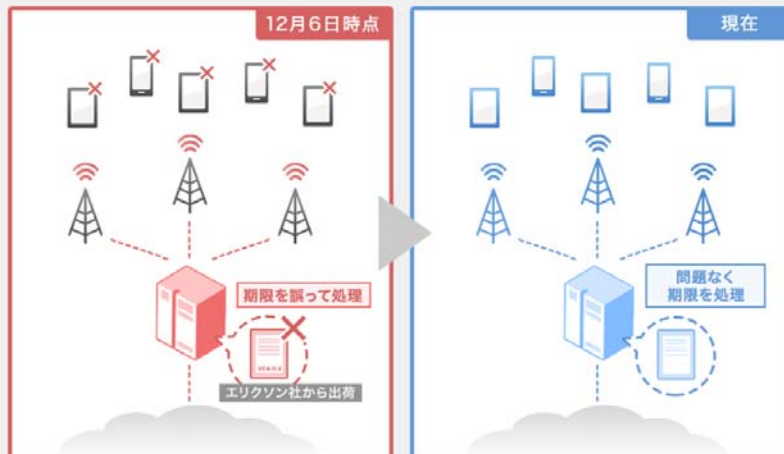 12月6日時点
期限を誤って処理
エリクソン社から出荷
現在
問題なく
期限を処理